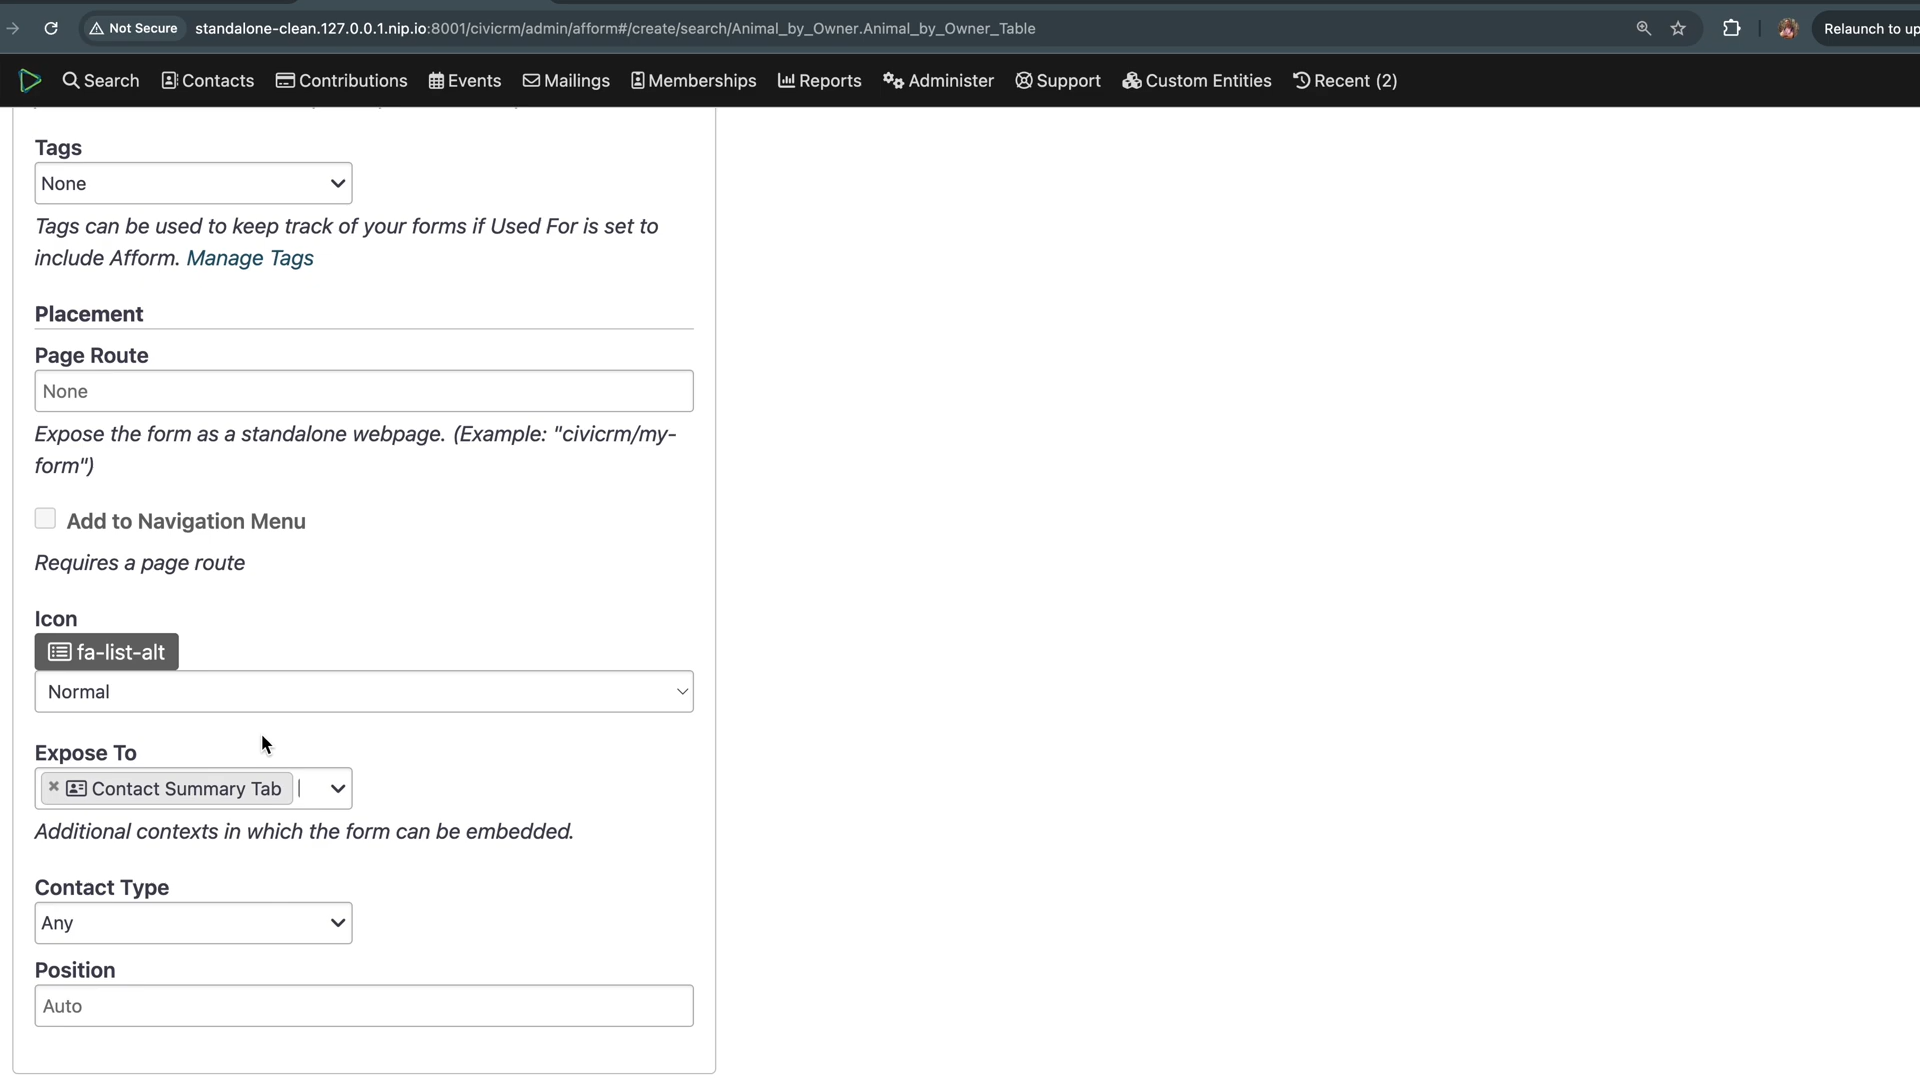 Not Secure standalone-clean.127.0.0.1.nip.io:8001/civicrm/admin/afform#/create/search/Animal_by_Owner.Animal_by_Owner_Table Relaunch to up
Search Contacts Contributions Events Mailings Memberships Reports Administer Support Custom Entities Recent (2)
Tags
None
Tags can be used to keep track of your forms if Used For is set to
include Afform. Manage Tags
Placement
Page Route
None
Expose the form as a standalone webpage. (Example: "civicrm/my-
form")
Add to Navigation Menu
Requires a page route
Icon
fa-list-alt
Normal
Expose To
Contact Summary Tab
Additional contexts in which the form can be embedded.
Contact Type
Any
Position
Auto